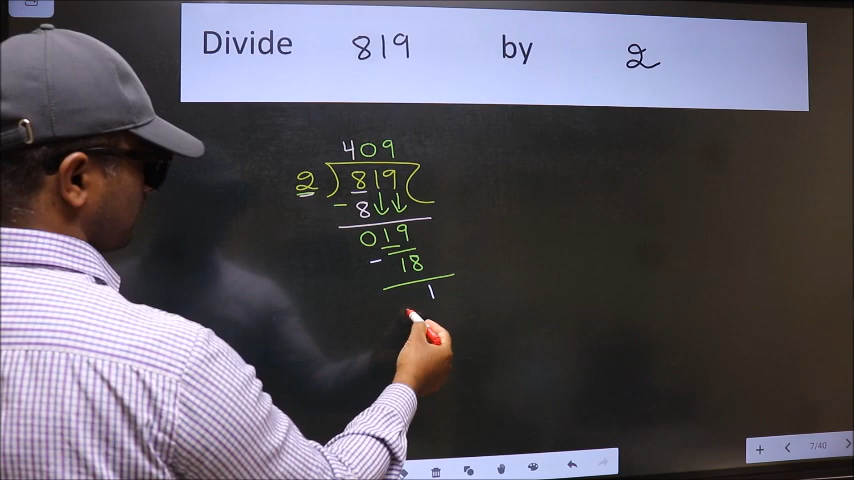 Divide 819 by 2
409
2 ) 819 (
- 8 ↓ ↓
019
- 18
1
7/40